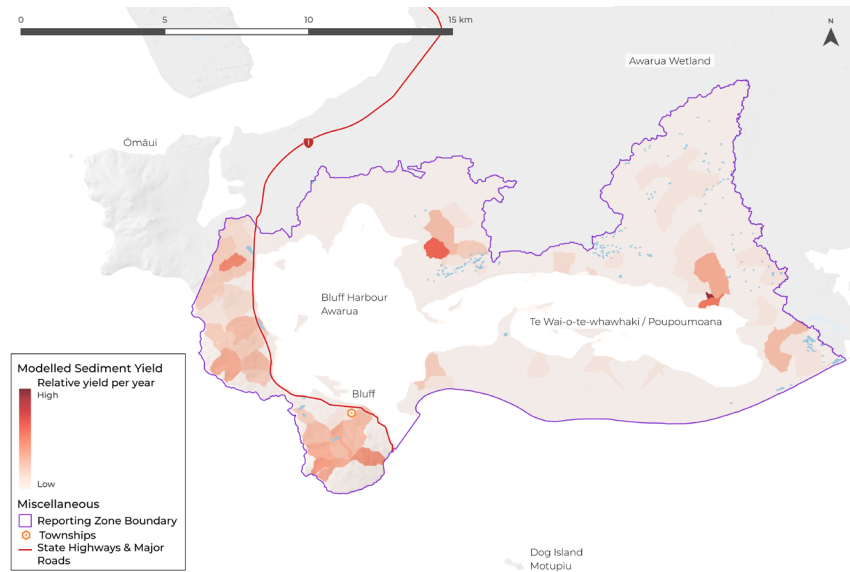 0
5
10
15 km
N
Awarua Wetland
Ōmāui
1
Bluff Harbour
Awarua
Te Wai-o-te-whawhaki / Poupoumoana
Bluff
Modelled Sediment Yield
Relative yield per year
High
Low
Miscellaneous
Reporting Zone Boundary
Townships
State Highways & Major
Roads
Dog Island
Motupiu